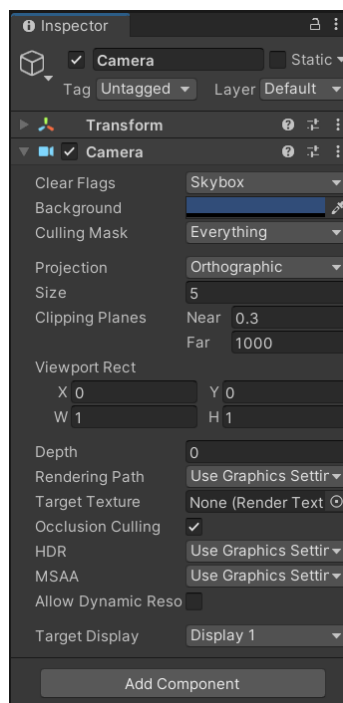 Inspector
Camera Static
Tag Untagged Layer Default
Transform
Camera
Clear Flags Skybox
Background
Culling Mask Everything
Projection Orthographic
Size 5
Clipping Planes Near 0.3
Far 1000
Viewport Rect
X 0 Y 0
W 1 H 1
Depth 0
Rendering Path Use Graphics Settir
Target Texture None (Render Text
Occlusion Culling
HDR Use Graphics Settir
MSAA Use Graphics Settir
Allow Dynamic Reso
Target Display Display 1
Add Component